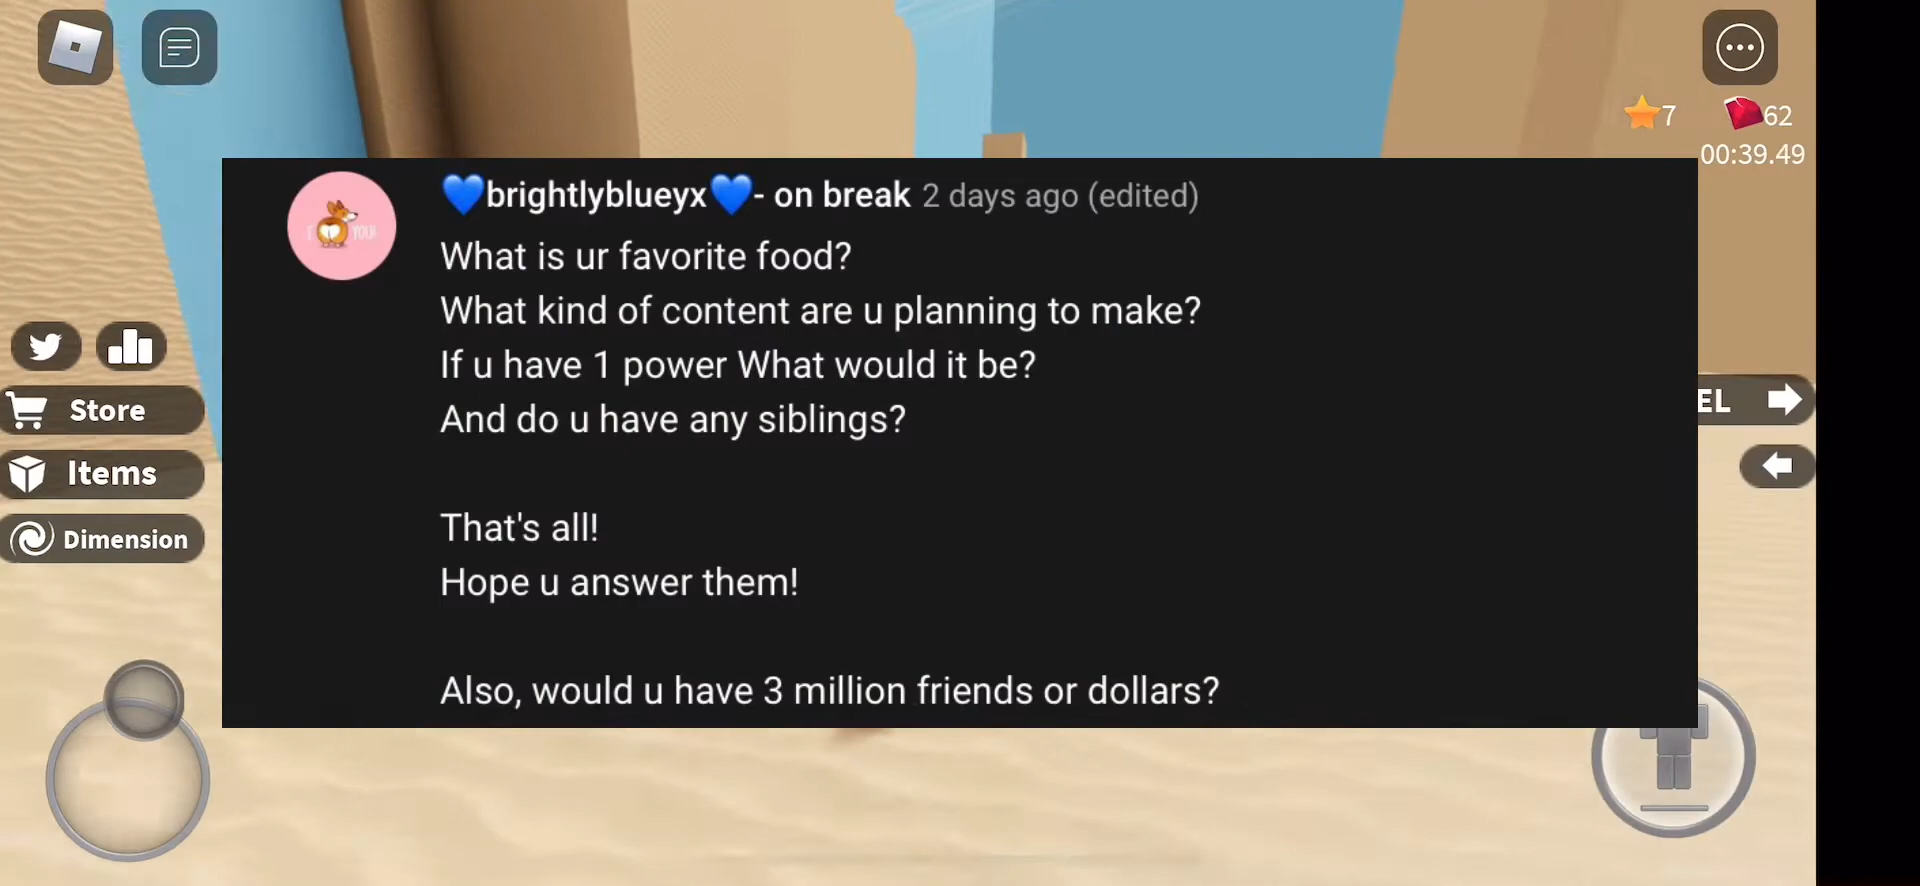 7 62
00:39.49
💙brightlyblueyx💙- on break 2 days ago (edited)
What is ur favorite food?
What kind of content are u planning to make?
If u have 1 power What would it be?
And do u have any siblings?
That's all!
Hope u answer them!
Also, would u have 3 million friends or dollars?
Store
Items
Dimension
EL
YOU!